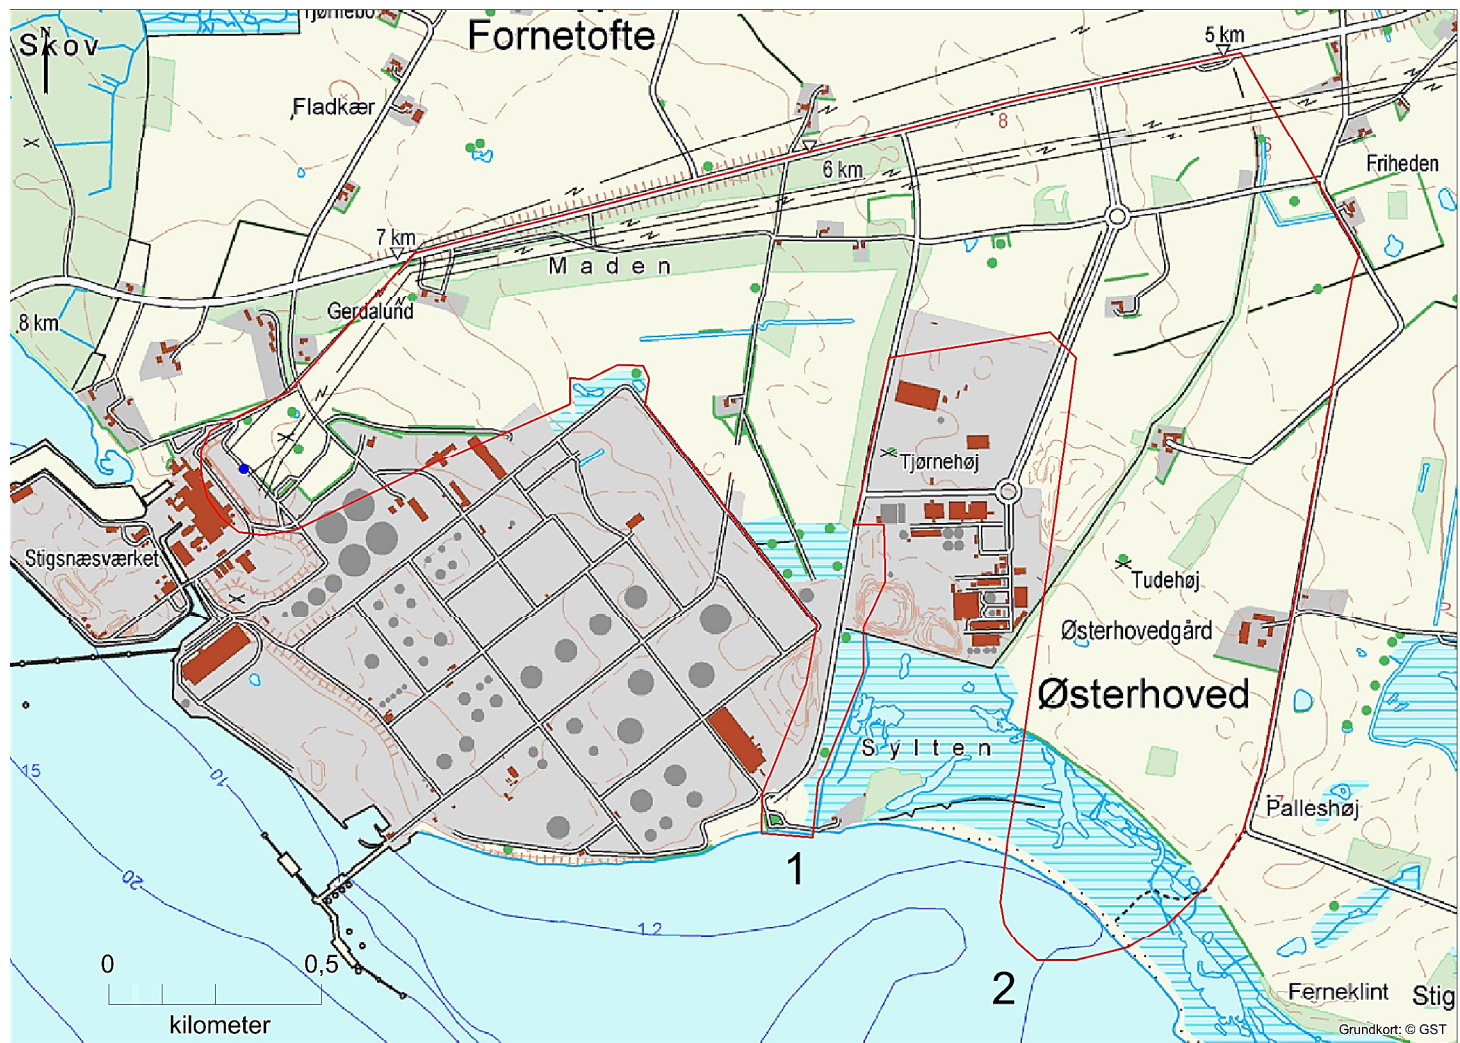 Tjørnebo
Fornetofte
5 km
N
Skov
Fladkær
8
Friheden
6 km
7 km
Maden
Gerdalund
8 km
Tjørnehøj
Stigsnæsværket
Tudehøj
Østerhovedgård
Østerhoved
Sylten
15
10
Palleshøj
1
20
12
0
0,5
2
Ferneklint
Stig
kilometer
Grundkort: © GST